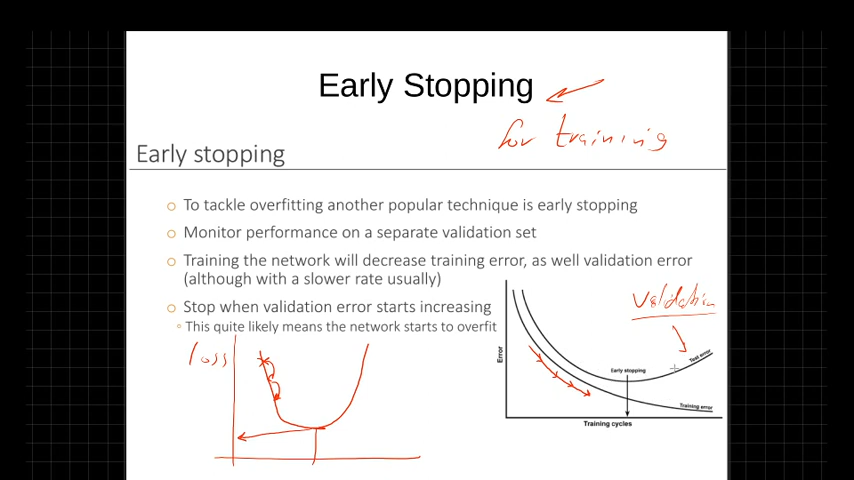 Early Stopping
for training
Early stopping
To tackle overfitting another popular technique is early stopping
Monitor performance on a separate validation set
Training the network will decrease training error, as well validation error
(although with a slower rate usually)
Stop when validation error starts increasing
This quite likely means the network starts to overfit
loss
validation
Error
Test error
Early stopping
Training error
Training cycles